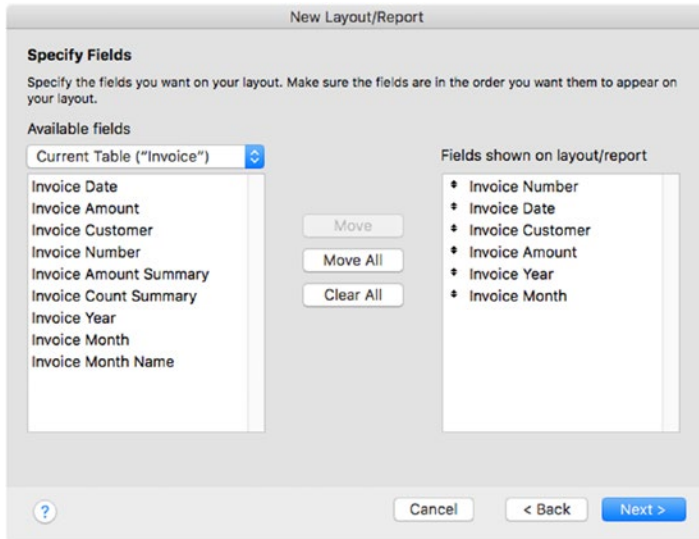 New Layout/Report
Specify Fields
Specify the fields you want on your layout. Make sure the fields are in the order you want them to appear on
your layout.
Available fields
Current Table (“Invoice”)
Invoice Date
Invoice Amount
Invoice Customer
Invoice Number
Invoice Amount Summary
Invoice Count Summary
Invoice Year
Invoice Month
Invoice Month Name
Move
Move All
Clear All
Fields shown on layout/report
Invoice Number
Invoice Date
Invoice Customer
Invoice Amount
Invoice Year
Invoice Month
?
Cancel
< Back
Next >